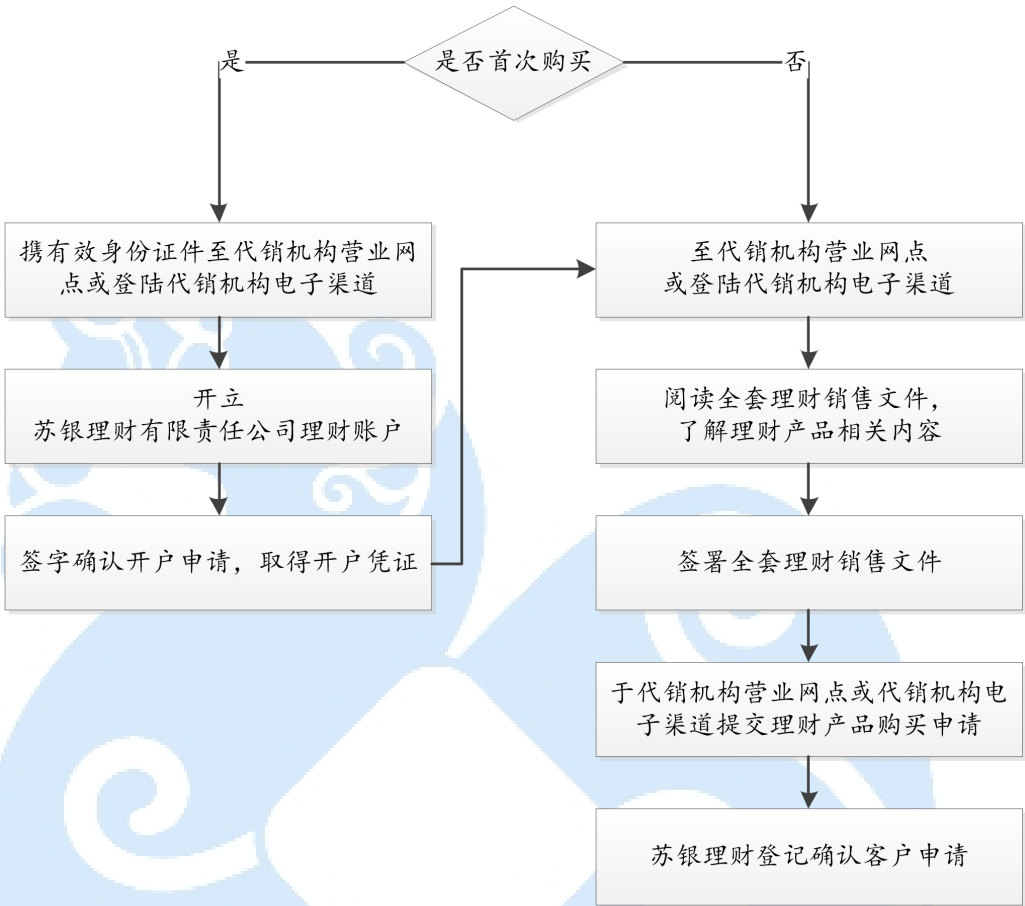 是否首次购买
是
否
携有效身份证件至代销机构营业网
点或登陆代销机构电子渠道
开立
苏银理财有限责任公司理财账户
签字确认开户申请，取得开户凭证
至代销机构营业网点
或登陆代销机构电子渠道
阅读全套理财销售文件，
了解理财产品相关内容
签署全套理财销售文件
于代销机构营业网点或代销机构电
子渠道提交理财产品购买申请
苏银理财登记确认客户申请